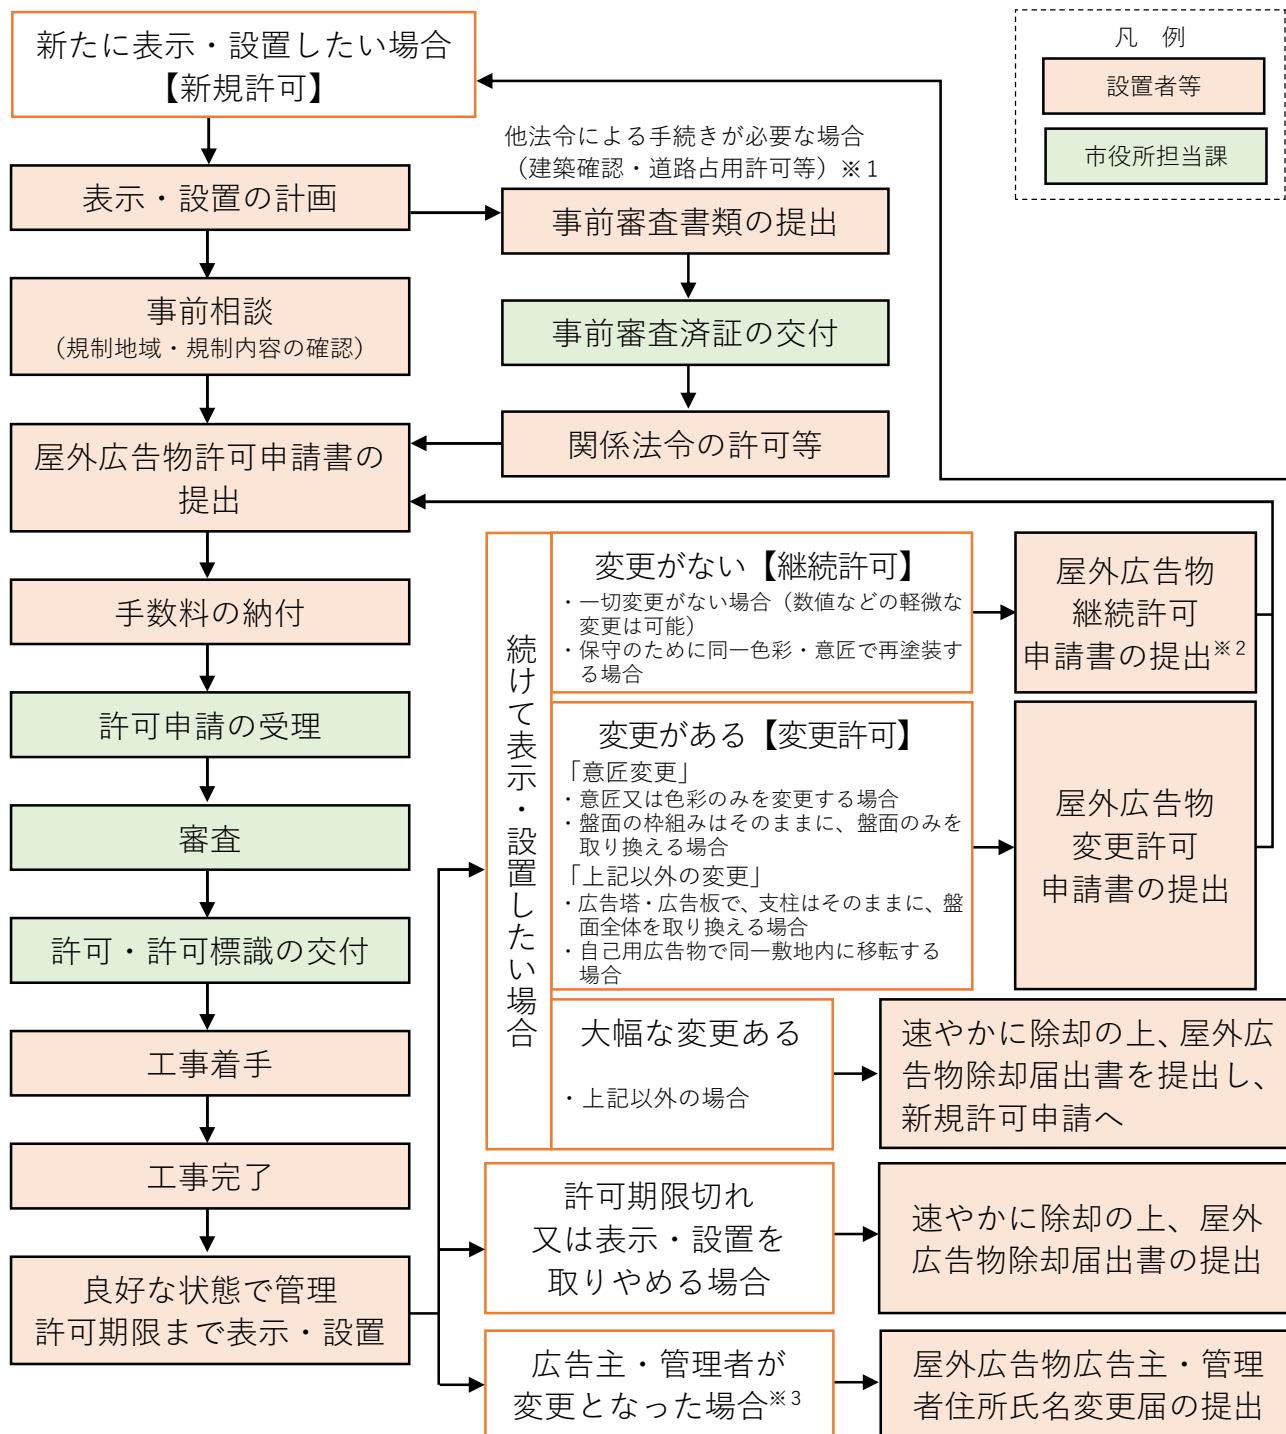 新たに表示・設置したい場合
【新規許可】
凡　例
設置者等
市役所担当課
他法令による手続きが必要な場合
（建築確認・道路占用許可等）※1
表示・設置の計画
事前審査書類の提出
事前相談
（規制地域・規制内容の確認）
事前審査済証の交付
屋外広告物許可申請書の
提出
関係法令の許可等
手数料の納付
許可申請の受理
審査
許可・許可標識の交付
工事着手
工事完了
良好な状態で管理
許可期限まで表示・設置
続けて表示・設置したい場合
変更がない【継続許可】
・一切変更がない場合（数値などの軽微な
変更は可能）
・保守のために同一色彩・意匠で再塗装す
る場合
屋外広告物
継続許可
申請書の提出※2
変更がある【変更許可】
「意匠変更」
・意匠又は色彩のみを変更する場合
・盤面の枠組みはそのままに、盤面のみを
取り換える場合
「上記以外の変更」
・広告塔・広告板で、支柱はそのままに、盤
面全体を取り換える場合
・自己用広告物で同一敷地内に移転する
場合
屋外広告物
変更許可
申請書の提出
大幅な変更ある
・上記以外の場合
速やかに除却の上、屋外広
告物除却届出書を提出し、
新規許可申請へ
許可期限切れ
又は表示・設置を
取りやめる場合
速やかに除却の上、屋外
広告物除却届出書の提出
広告主・管理者が
変更となった場合※3
屋外広告物広告主・管理
者住所氏名変更届の提出